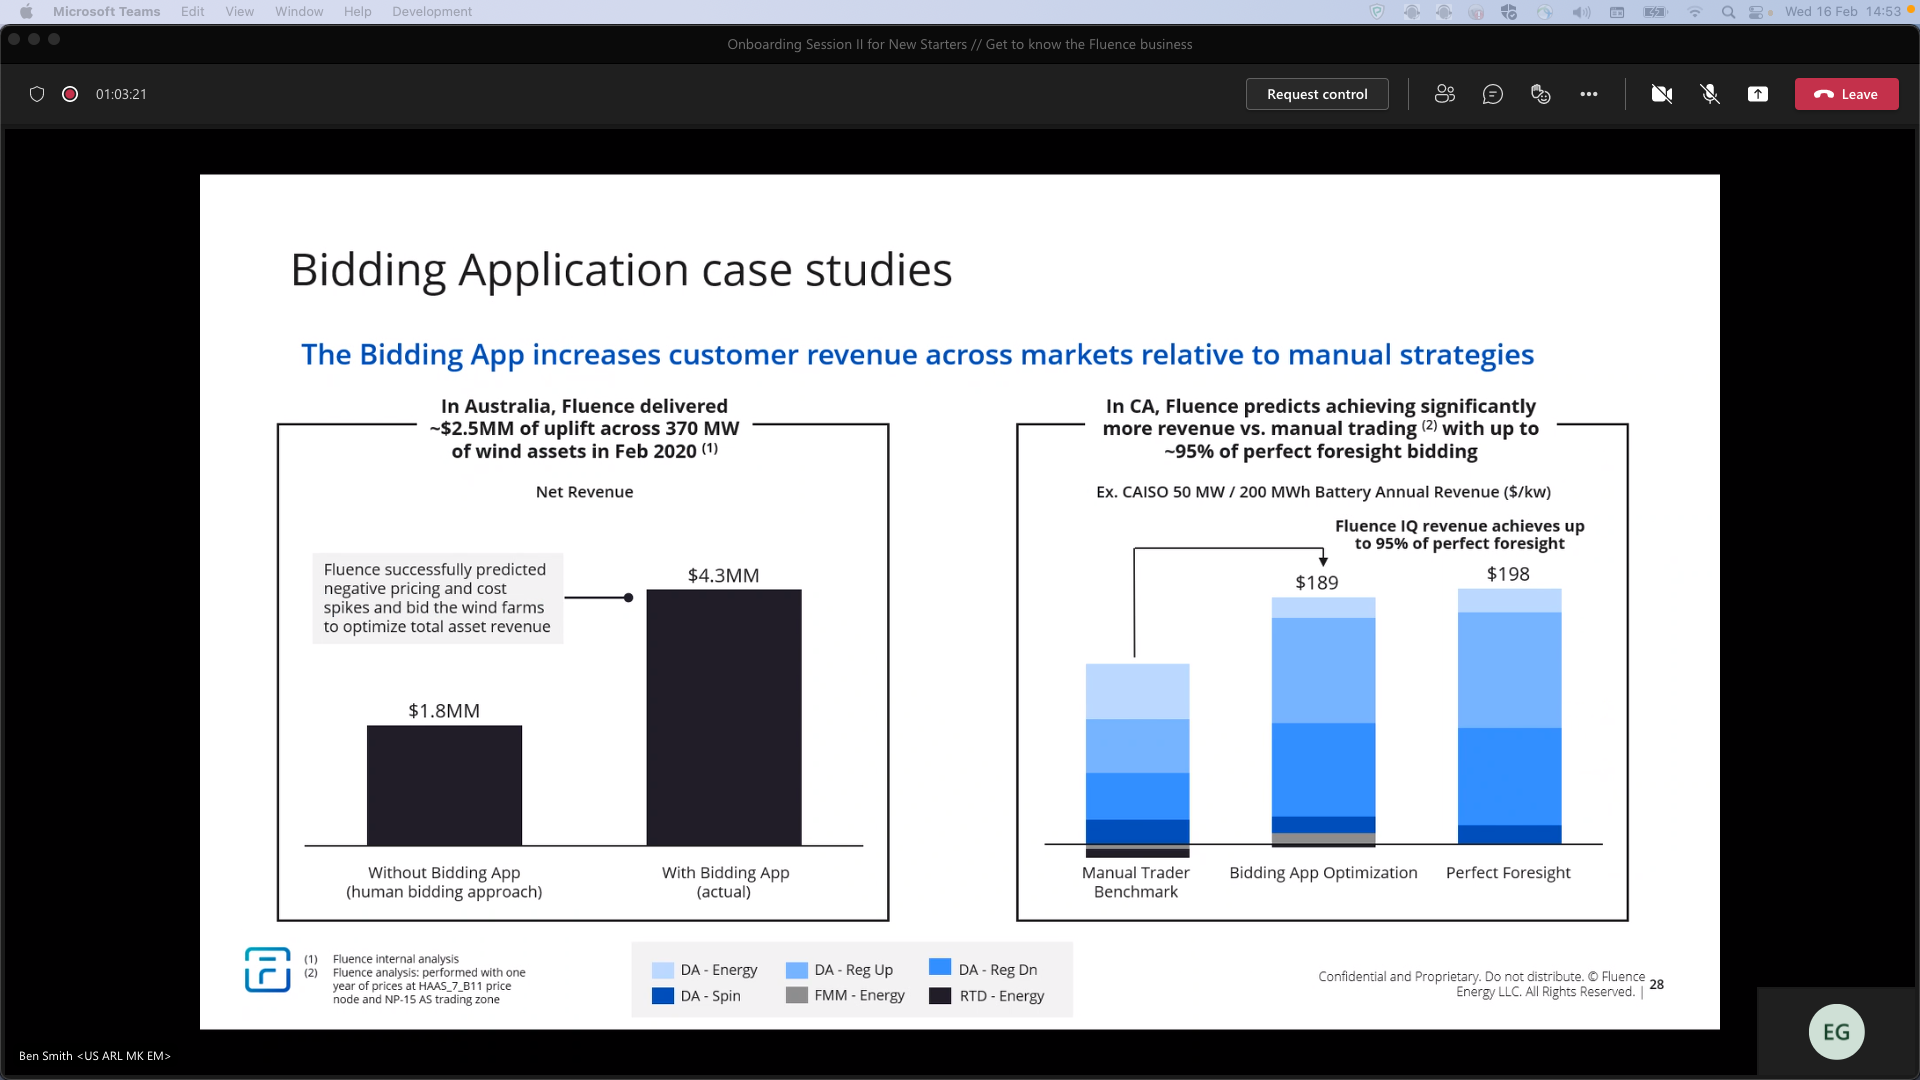 Microsoft Teams Edit View Window Help Development Wed 16 Feb 14:53
Onboarding Session II for New Starters // Get to know the Fluence business
01:03:21 Request control Leave
Bidding Application case studies
The Bidding App increases customer revenue across markets relative to manual strategies
In Australia, Fluence delivered
~$2.5MM of uplift across 370 MW
of wind assets in Feb 2020 (1)
Net Revenue
Fluence successfully predicted
negative pricing and cost
spikes and bid the wind farms
to optimize total asset revenue
$4.3MM
$1.8MM
Without Bidding App
(human bidding approach)
With Bidding App
(actual)
In CA, Fluence predicts achieving significantly
more revenue vs. manual trading (2) with up to
~95% of perfect foresight bidding
Ex. CAISO 50 MW / 200 MWh Battery Annual Revenue ($/kw)
Fluence IQ revenue achieves up
to 95% of perfect foresight
$189
$198
Manual Trader
Benchmark
Bidding App Optimization
Perfect Foresight
(1) Fluence internal analysis
(2) Fluence analysis: performed with one
year of prices at HAAS_7_B11 price
node and NP-15 AS trading zone
DA - Energy DA - Reg Up DA - Reg Dn
DA - Spin FMM - Energy RTD - Energy
Confidential and Proprietary. Do not distribute. © Fluence
Energy LLC. All Rights Reserved. | 28
EG
Ben Smith <US ARL MK EM>